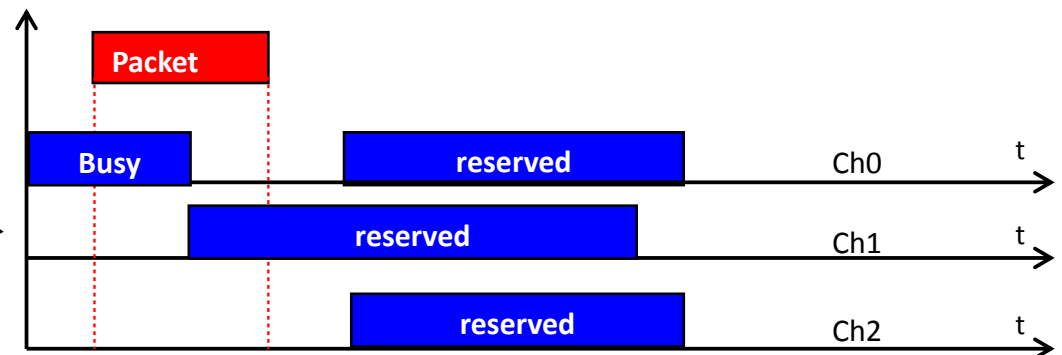 Packet
Busy reserved Ch0 t
reserved Ch1 t
reserved Ch2 t